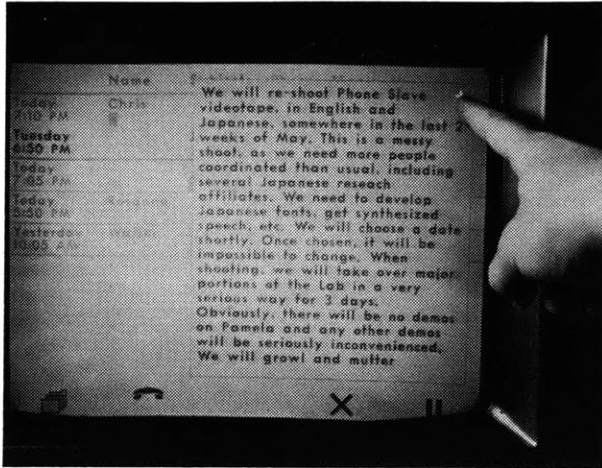 Name
Today
7:10 PM
Chris
Tuesday
6:50 PM
Today
7:05 PM
Today
5:50 PM
Yesterday
10:05 AM
We will re-shoot Phone Slave
videotape, in English and
Japanese, somewhere in the last 2
weeks of May. This is a messy
shoot, as we need more people
coordinated than usual, including
several Japanese reseach
affiliates. We need to develop
Japanese fonts, get synthesized
speech, etc. We will choose a date
shortly. Once chosen, it will be
impossible to change. When
shooting, we will take over major
portions of the Lab in a very
serious way for 3 days.
Obviously, there will be no demos
on Pamela and any other demos
will be seriously inconvenienced.
We will growl and mutter